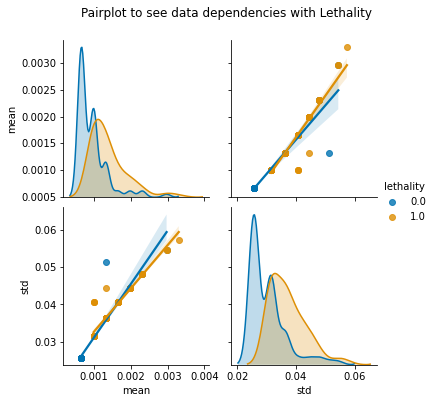 Pairplot to see data dependencies with Lethality
0.0030
0.0025
0.0020
0.0015
0.0010
0.0005
mean
lethality
0.0
1.0
0.06
0.05
0.04
0.03
std
0.001 0.002 0.003 0.004
mean
0.02 0.04 0.06
std